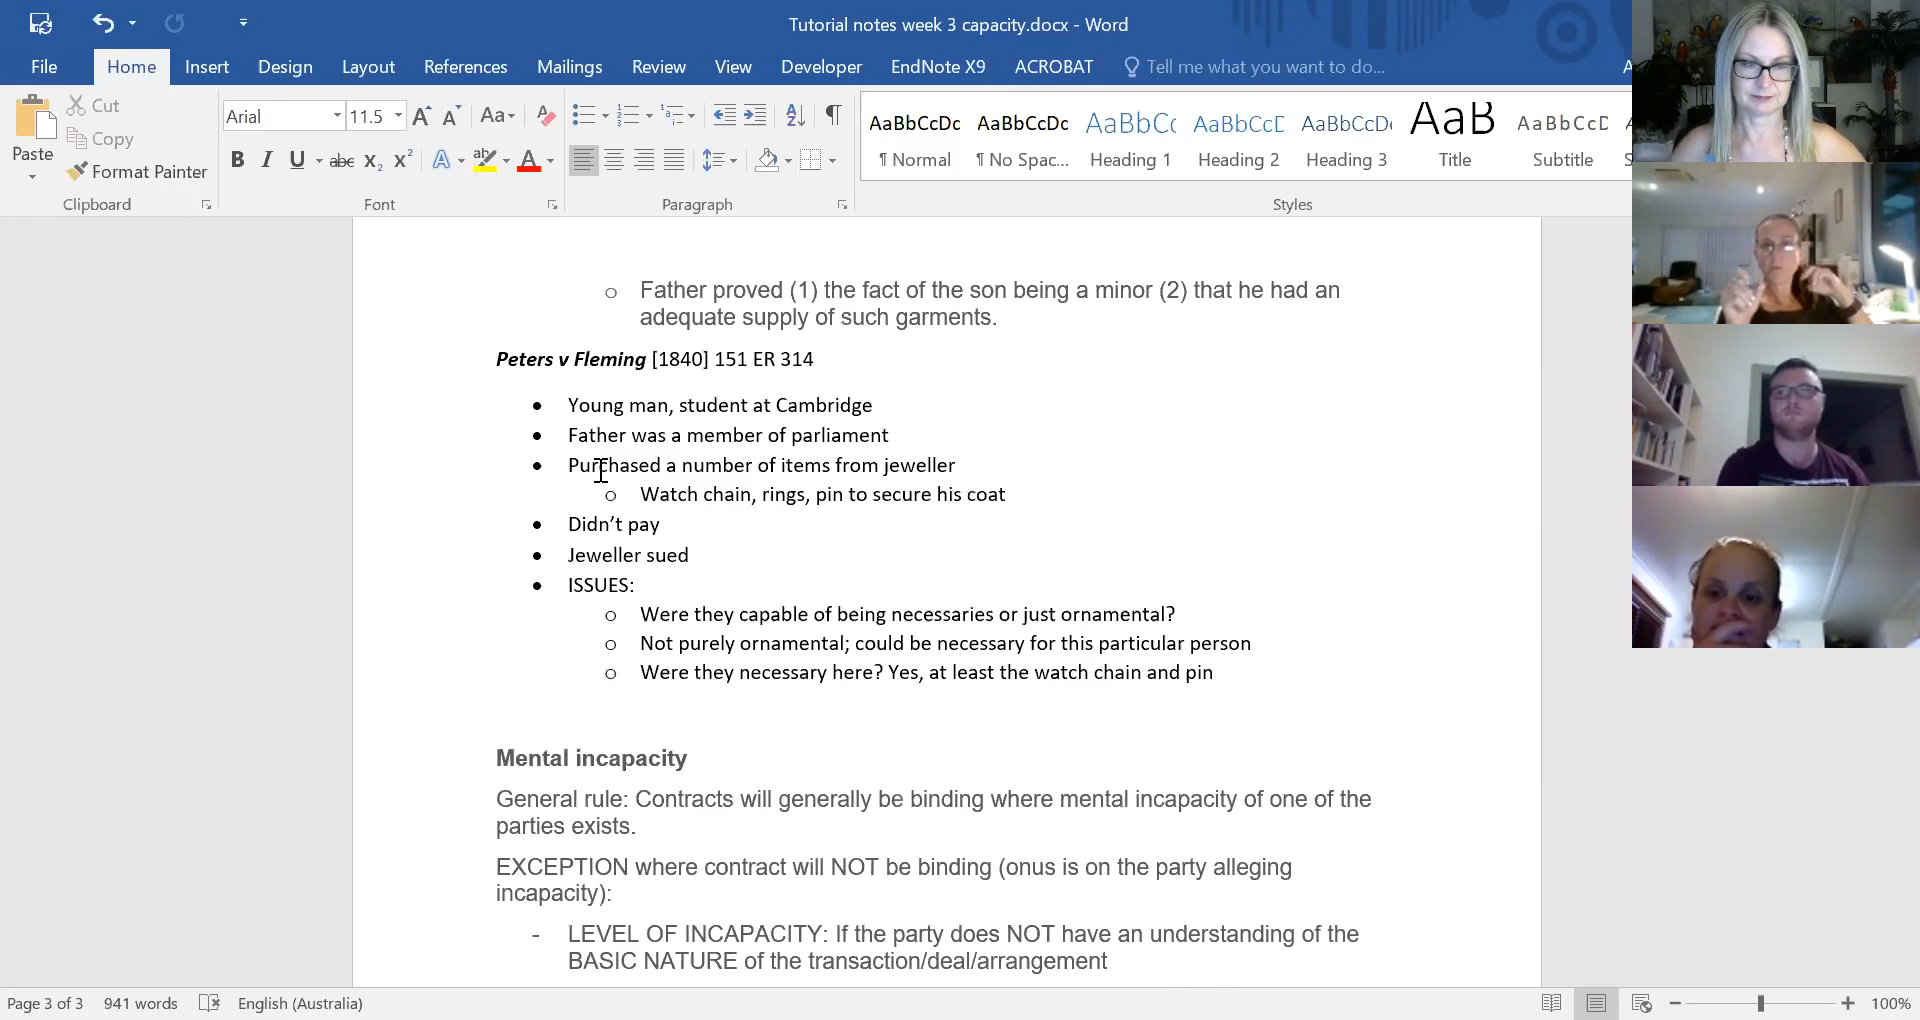 Tutorial notes week 3 capacity.docx - Word
File Home Insert Design Layout References Mailings Review View Developer EndNote X9 ACROBAT Tell me what you want to do...
Paste
Cut
Copy
Format Painter
Clipboard
Arial 11.5 Aa
B I U abc X₂ X² A A
Font
Paragraph
AaBbCcDc AaBbCcDc AaBbCc AaBbCcD AaBbCcDc AaB AaBbCcD
¶ Normal ¶ No Spac... Heading 1 Heading 2 Heading 3 Title Subtitle
Styles
o Father proved (1) the fact of the son being a minor (2) that he had an
adequate supply of such garments.
Peters v Fleming [1840] 151 ER 314
• Young man, student at Cambridge
• Father was a member of parliament
• Purchased a number of items from jeweller
o Watch chain, rings, pin to secure his coat
• Didn't pay
• Jeweller sued
• ISSUES:
o Were they capable of being necessaries or just ornamental?
o Not purely ornamental; could be necessary for this particular person
o Were they necessary here? Yes, at least the watch chain and pin
Mental incapacity
General rule: Contracts will generally be binding where mental incapacity of one of the
parties exists.
EXCEPTION where contract will NOT be binding (onus is on the party alleging
incapacity):
- LEVEL OF INCAPACITY: If the party does NOT have an understanding of the
BASIC NATURE of the transaction/deal/arrangement
Page 3 of 3 941 words English (Australia) 100%